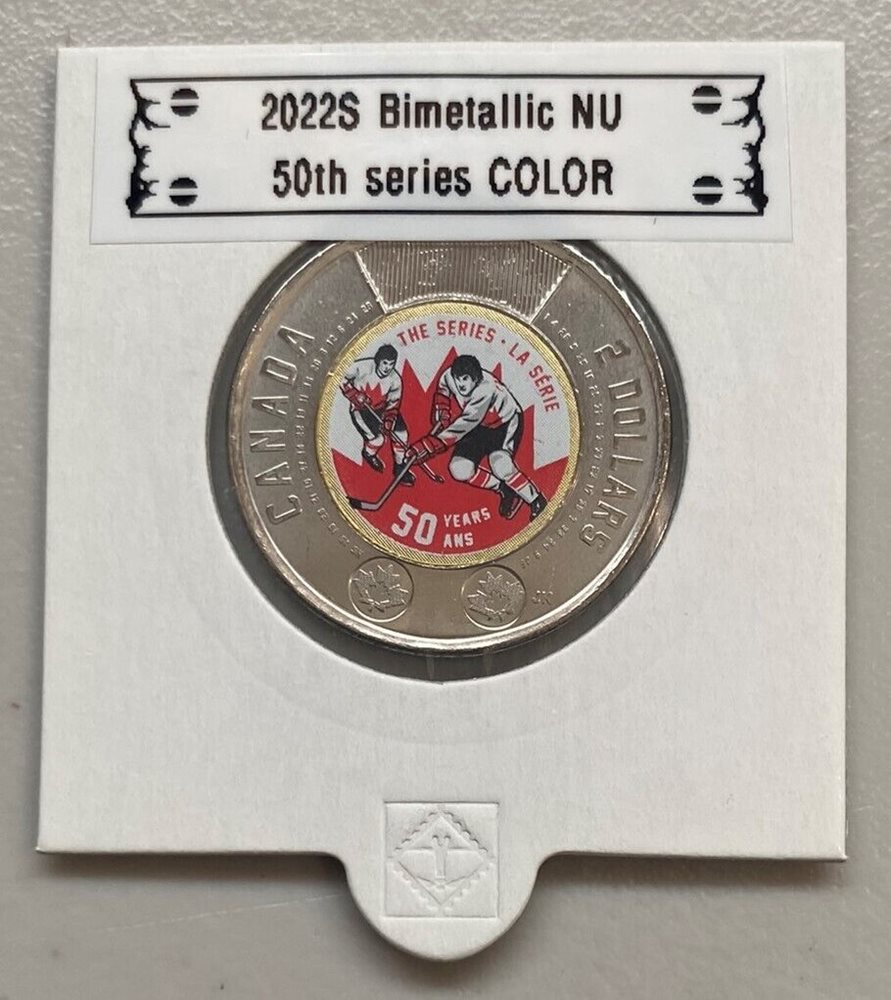 2022S Bimetallic NU
50th series COLOR
CANADA
2 DOLLARS
THE SERIES · LA SÉRIE
50 YEARS
ANS